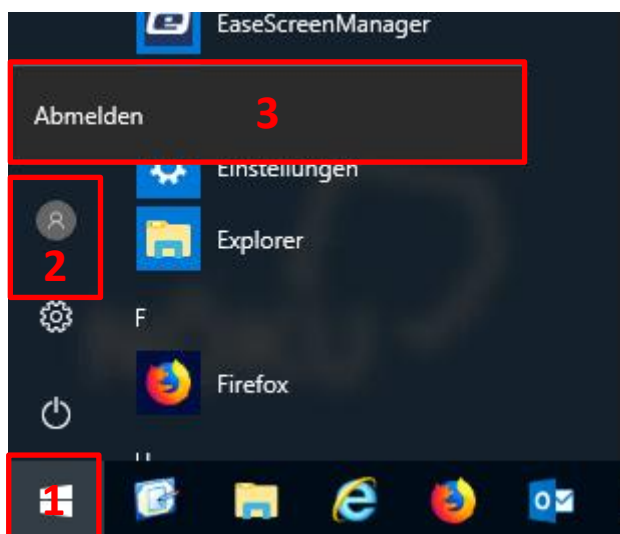 EaseScreenManager
Abmelden 3
Einstellungen
Explorer
2
F
Firefox
1